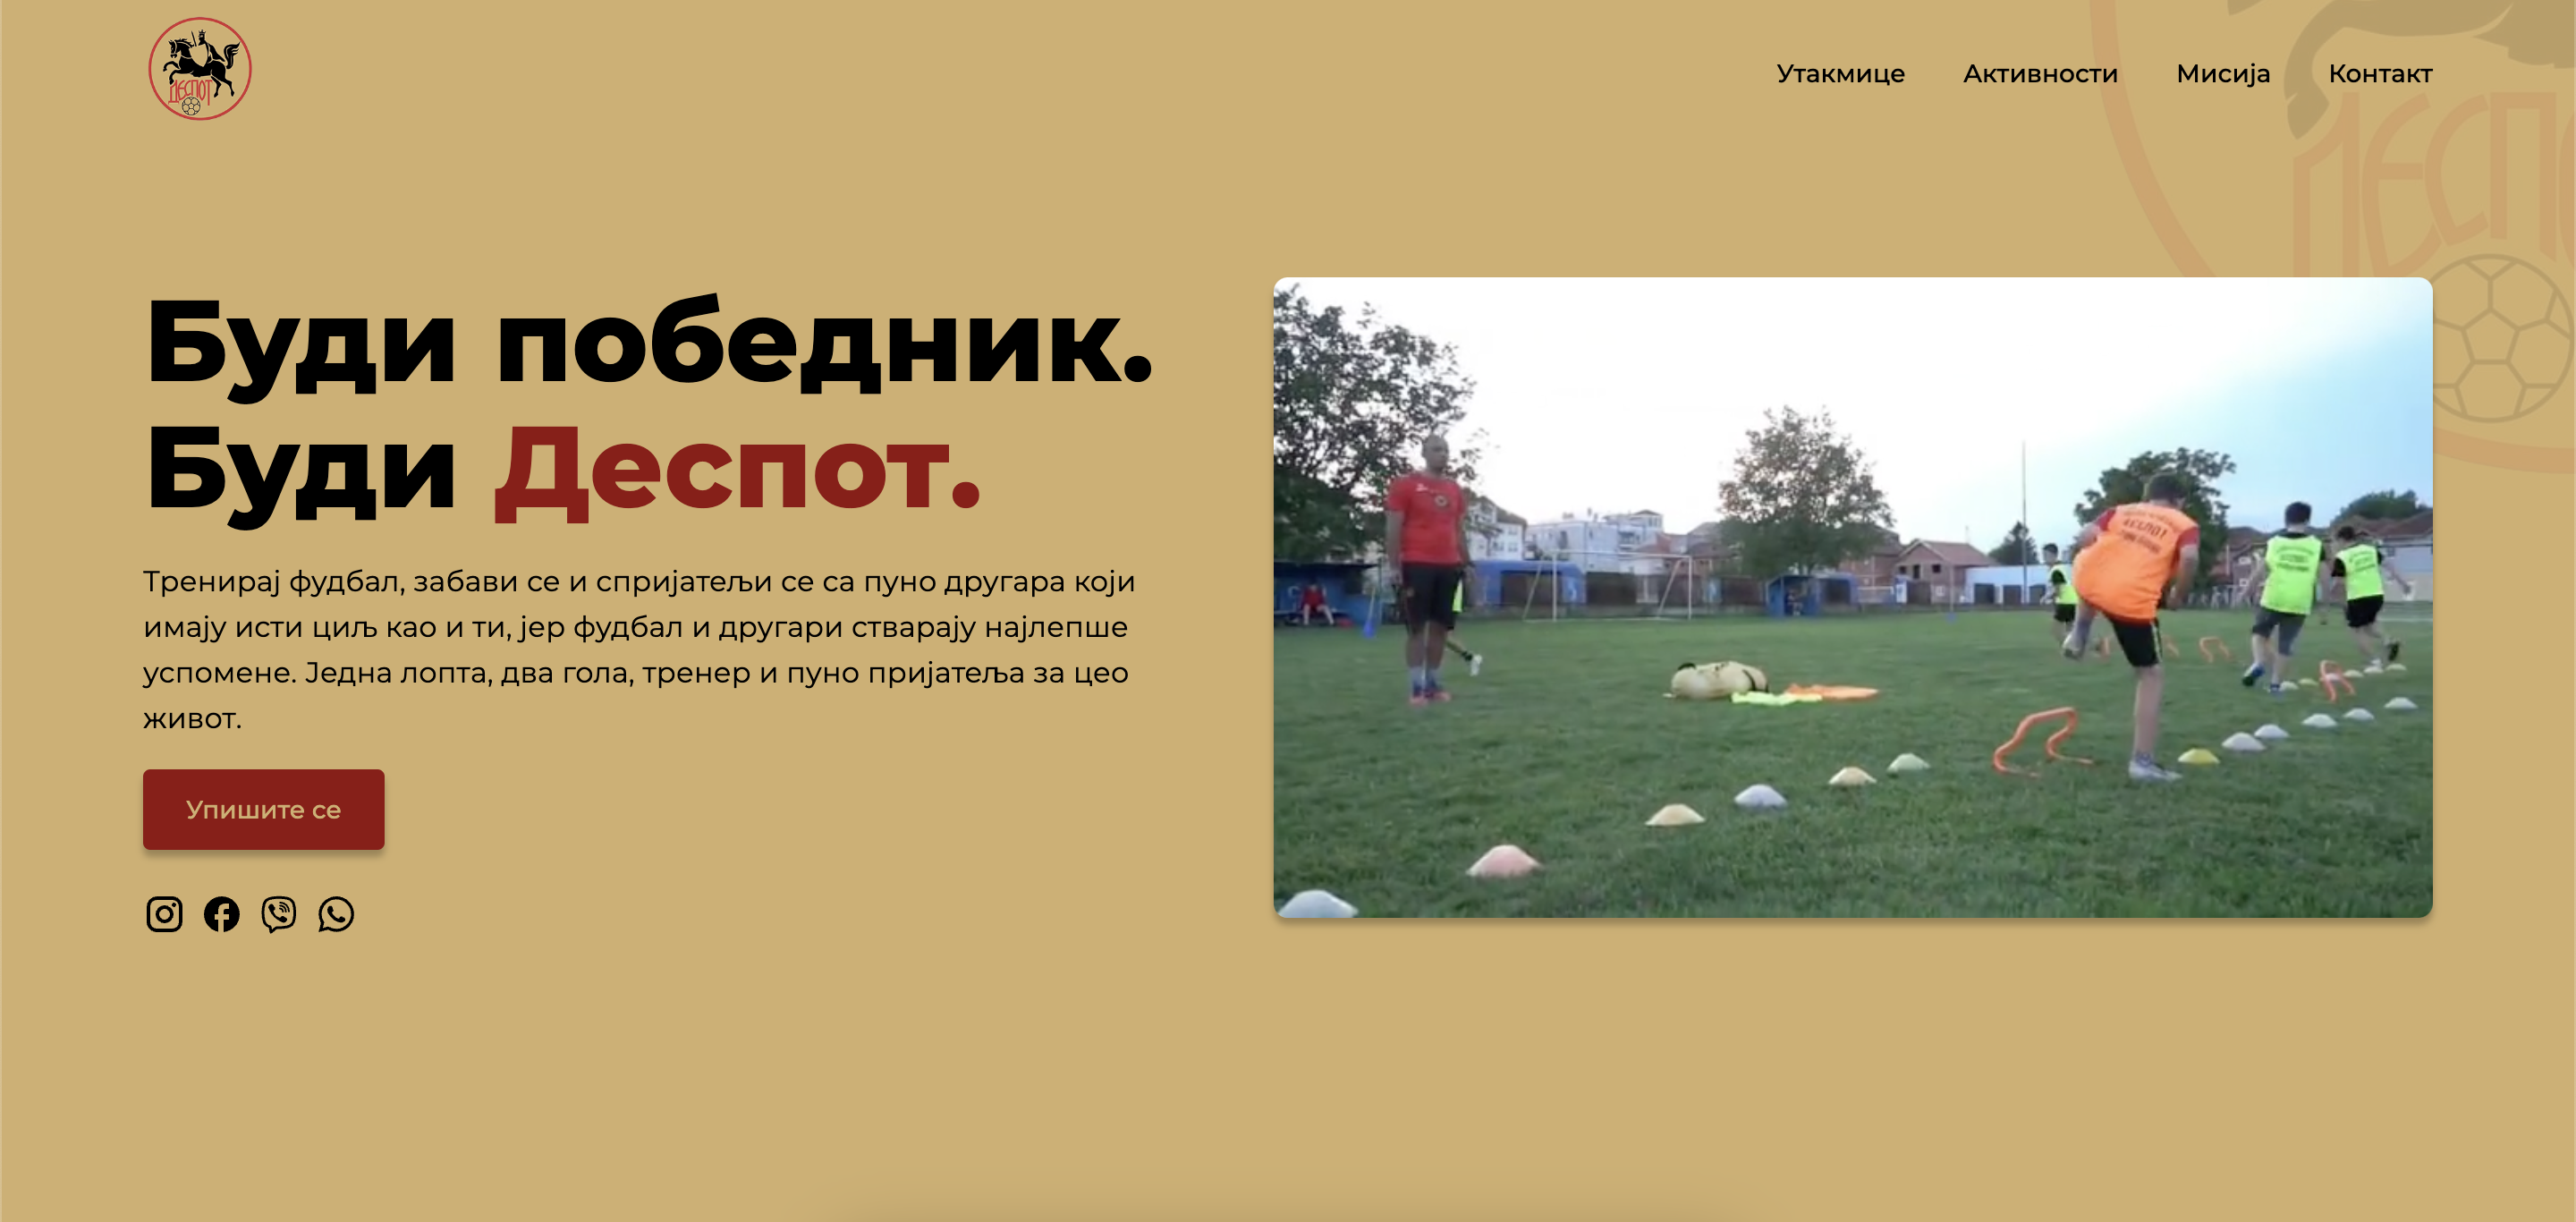 ДЕСПОТ
Утакмице
Активности
Мисија
Контакт
ДЕСП
Буди победник.
Буди Деспот.
Тренирај фудбал, забави се и спријатељи се са пуно другара који
имају исти циљ као и ти, јер фудбал и другари стварају најлепше
успомене. Једна лопта, два гола, тренер и пуно пријатеља за цео
живот.
Упишите се